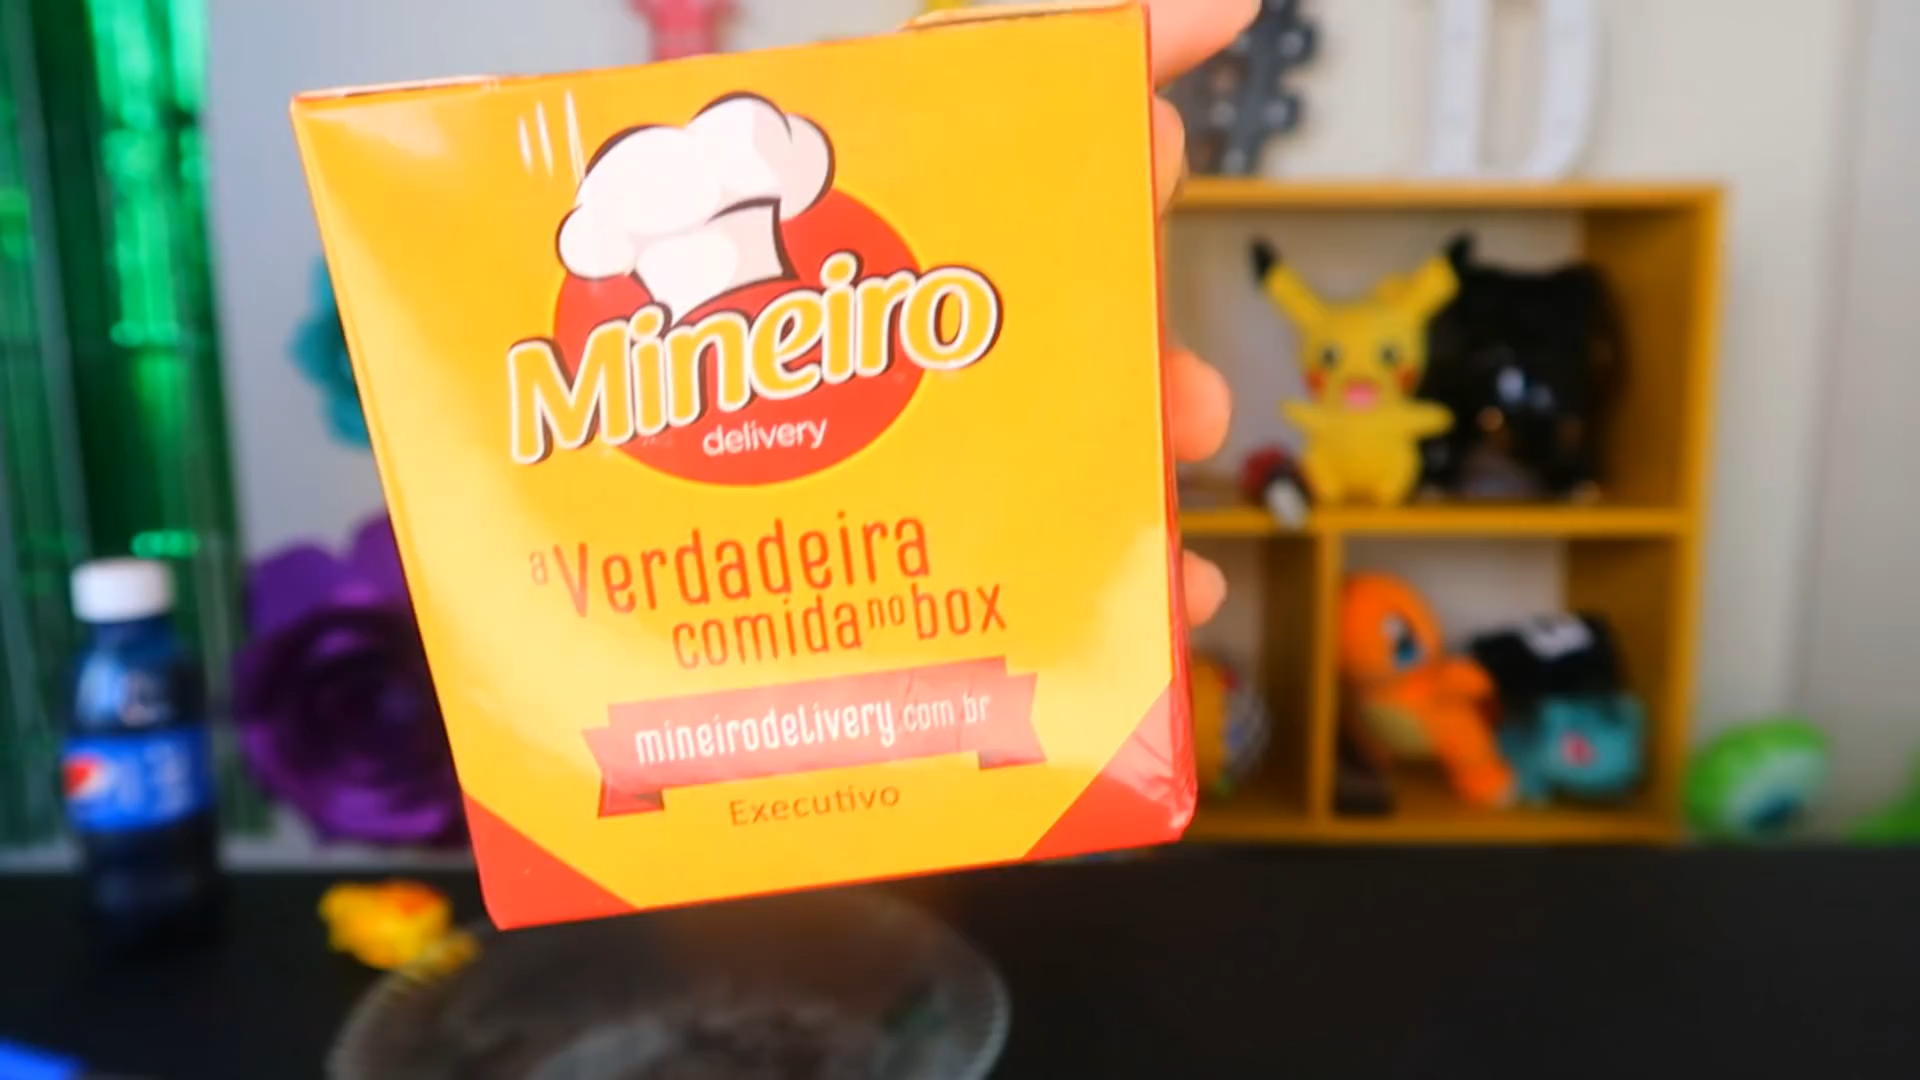 Mineiro
delivery
a Verdadeira
comida no box
mineirodelivery.com.br
Executivo